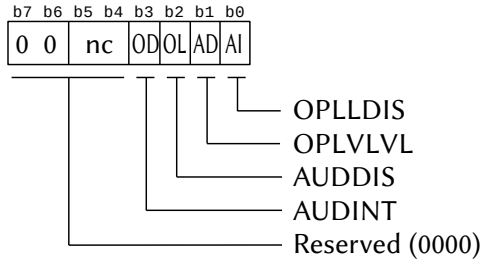 b7 b6 b5 b4 b3 b2 b1 b0
0 0 nc OD OL AD AI
OPLLDIS
OPLVLVL
AUDDIS
AUDINT
Reserved (0000)